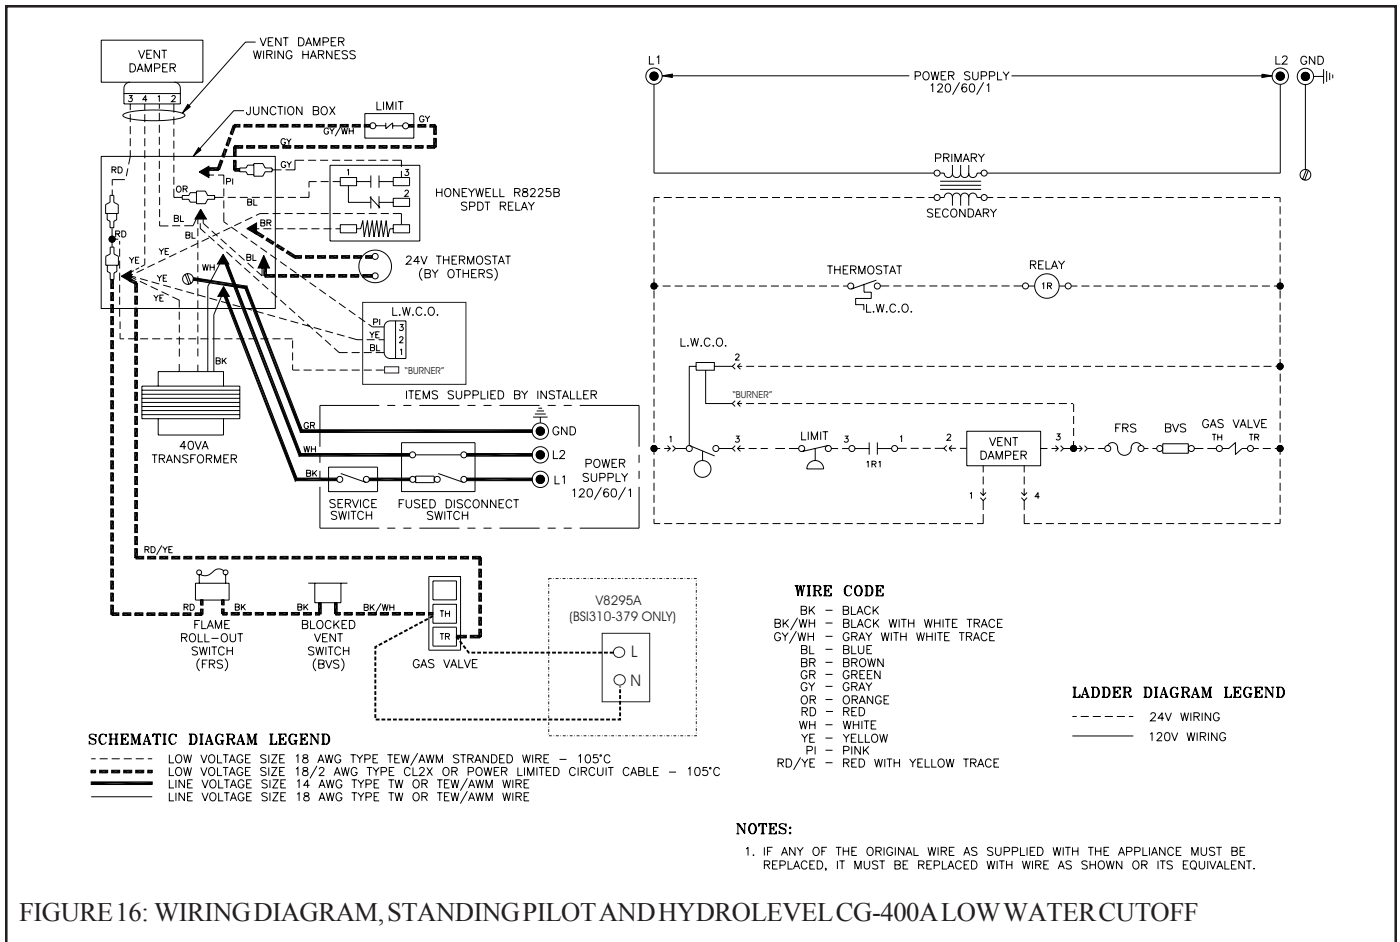 VENT DAMPER
WIRING HARNESS
VENT
DAMPER
3 4 1 2
JUNCTION BOX
LIMIT
GY/WH
GY
GY
GY
RD
PI
OR
BL
1
3
2
HONEYWELL R8225B
SPDT RELAY
BL
BR
RD
BL
YE
YE
YE
WH
BL
24V THERMOSTAT
(BY OTHERS)
L.W.C.O.
PI 3
YE 2
BL 1
"BURNER"
BK
40VA
TRANSFORMER
ITEMS SUPPLIED BY INSTALLER
GR
GND
WH
L2
BK
L1
POWER
SUPPLY
120/60/1
SERVICE
SWITCH
FUSED DISCONNECT
SWITCH
RD/YE
RD
BK
BK
BK/WH
FLAME
ROLL-OUT
SWITCH
(FRS)
BLOCKED
VENT
SWITCH
(BVS)
TH
TR
GAS VALVE
V8295A
(BSI310-379 ONLY)
L
N
L1
POWER SUPPLY
120/60/1
L2
GND
PRIMARY
SECONDARY
THERMOSTAT
L.W.C.O.
RELAY
1R
L.W.C.O.
2
"BURNER"
1
3
LIMIT
3
1R1
1
2
VENT
DAMPER
3
FRS
BVS
GAS VALVE
TH TR
1
4
WIRE CODE
BK – BLACK
BK/WH – BLACK WITH WHITE TRACE
GY/WH – GRAY WITH WHITE TRACE
BL – BLUE
BR – BROWN
GR – GREEN
GY – GRAY
OR – ORANGE
RD – RED
WH – WHITE
YE – YELLOW
PI – PINK
RD/YE – RED WITH YELLOW TRACE
LADDER DIAGRAM LEGEND
24V WIRING
120V WIRING
SCHEMATIC DIAGRAM LEGEND
LOW VOLTAGE SIZE 18 AWG TYPE TEW/AWM STRANDED WIRE – 105°C
LOW VOLTAGE SIZE 18/2 AWG TYPE CL2X OR POWER LIMITED CIRCUIT CABLE – 105°C
LINE VOLTAGE SIZE 14 AWG TYPE TW OR TEW/AWM WIRE
LINE VOLTAGE SIZE 18 AWG TYPE TW OR TEW/AWM WIRE
NOTES:
1. IF ANY OF THE ORIGINAL WIRE AS SUPPLIED WITH THE APPLIANCE MUST BE
REPLACED, IT MUST BE REPLACED WITH WIRE AS SHOWN OR ITS EQUIVALENT.
FIGURE 16: WIRING DIAGRAM, STANDING PILOT AND HYDROLEVEL CG-400A LOW WATER CUTOFF